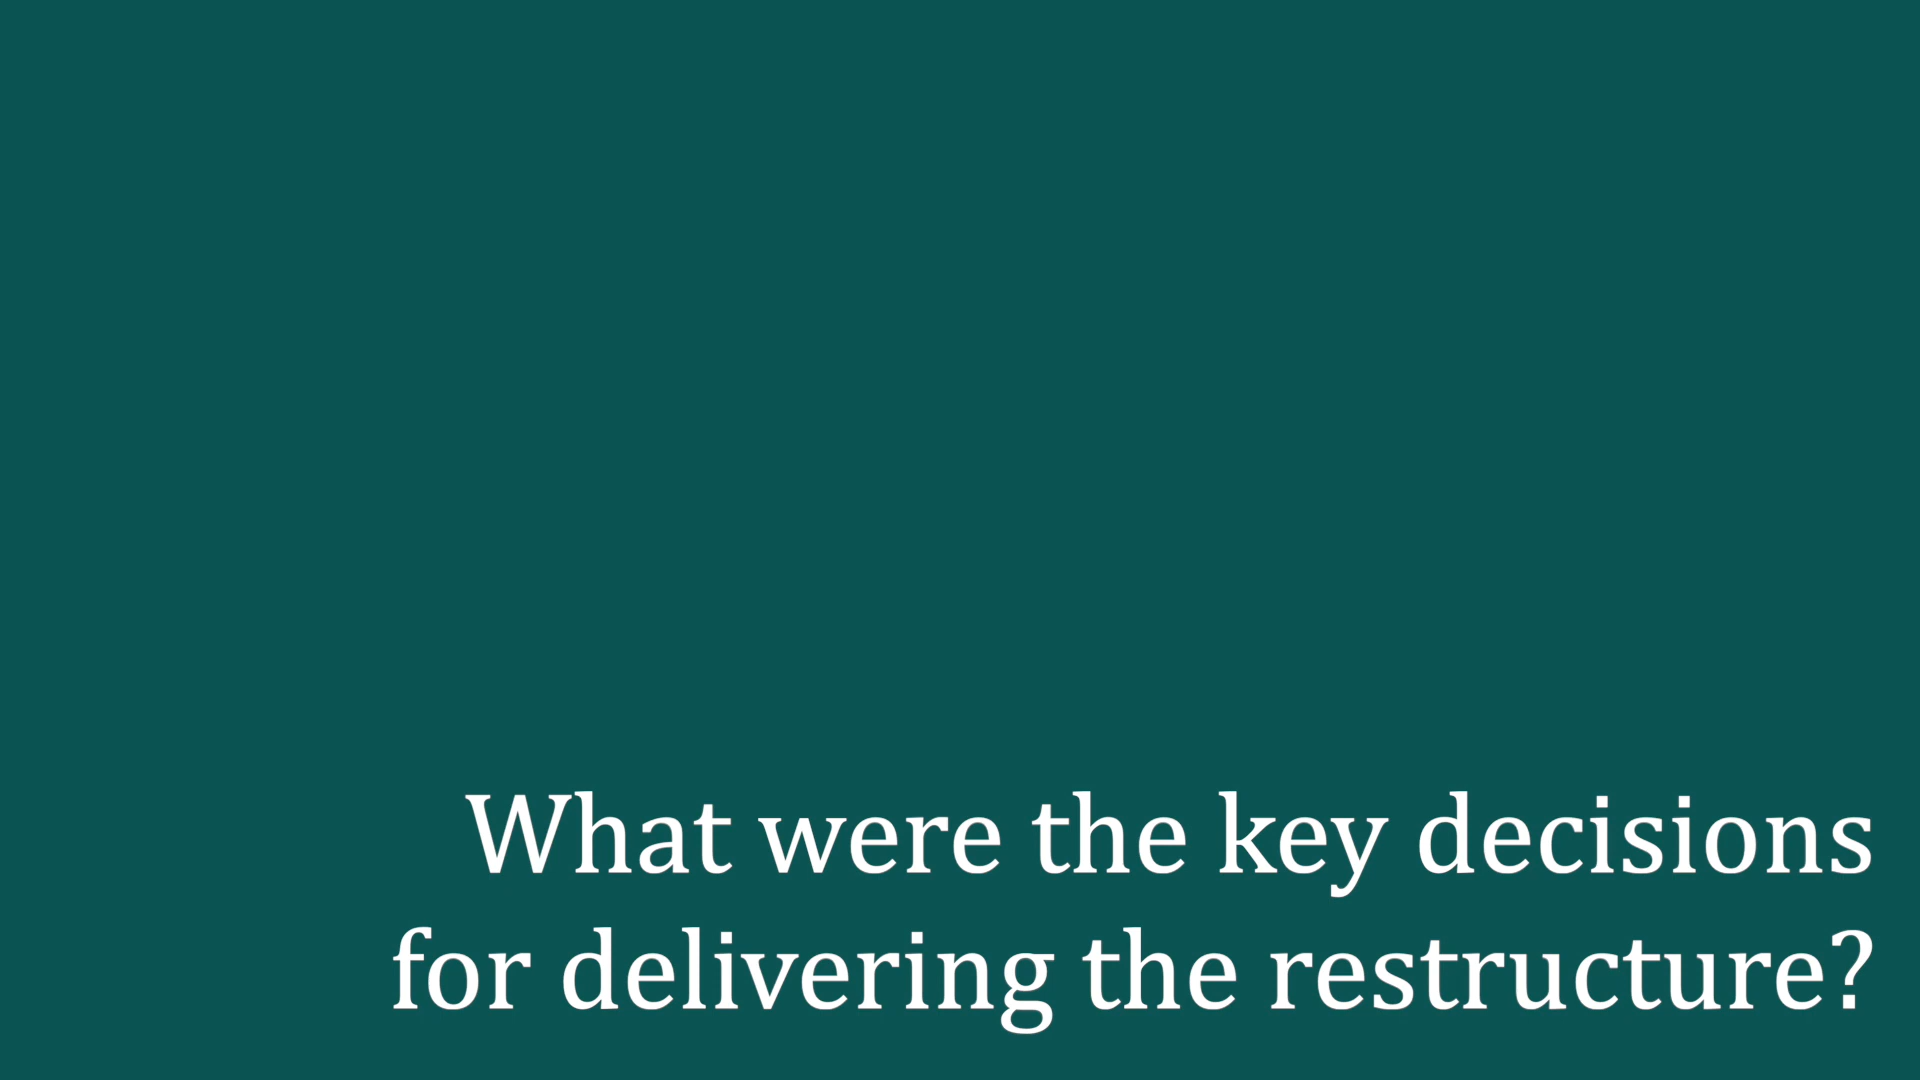 What were the key decisions
for delivering the restructure?